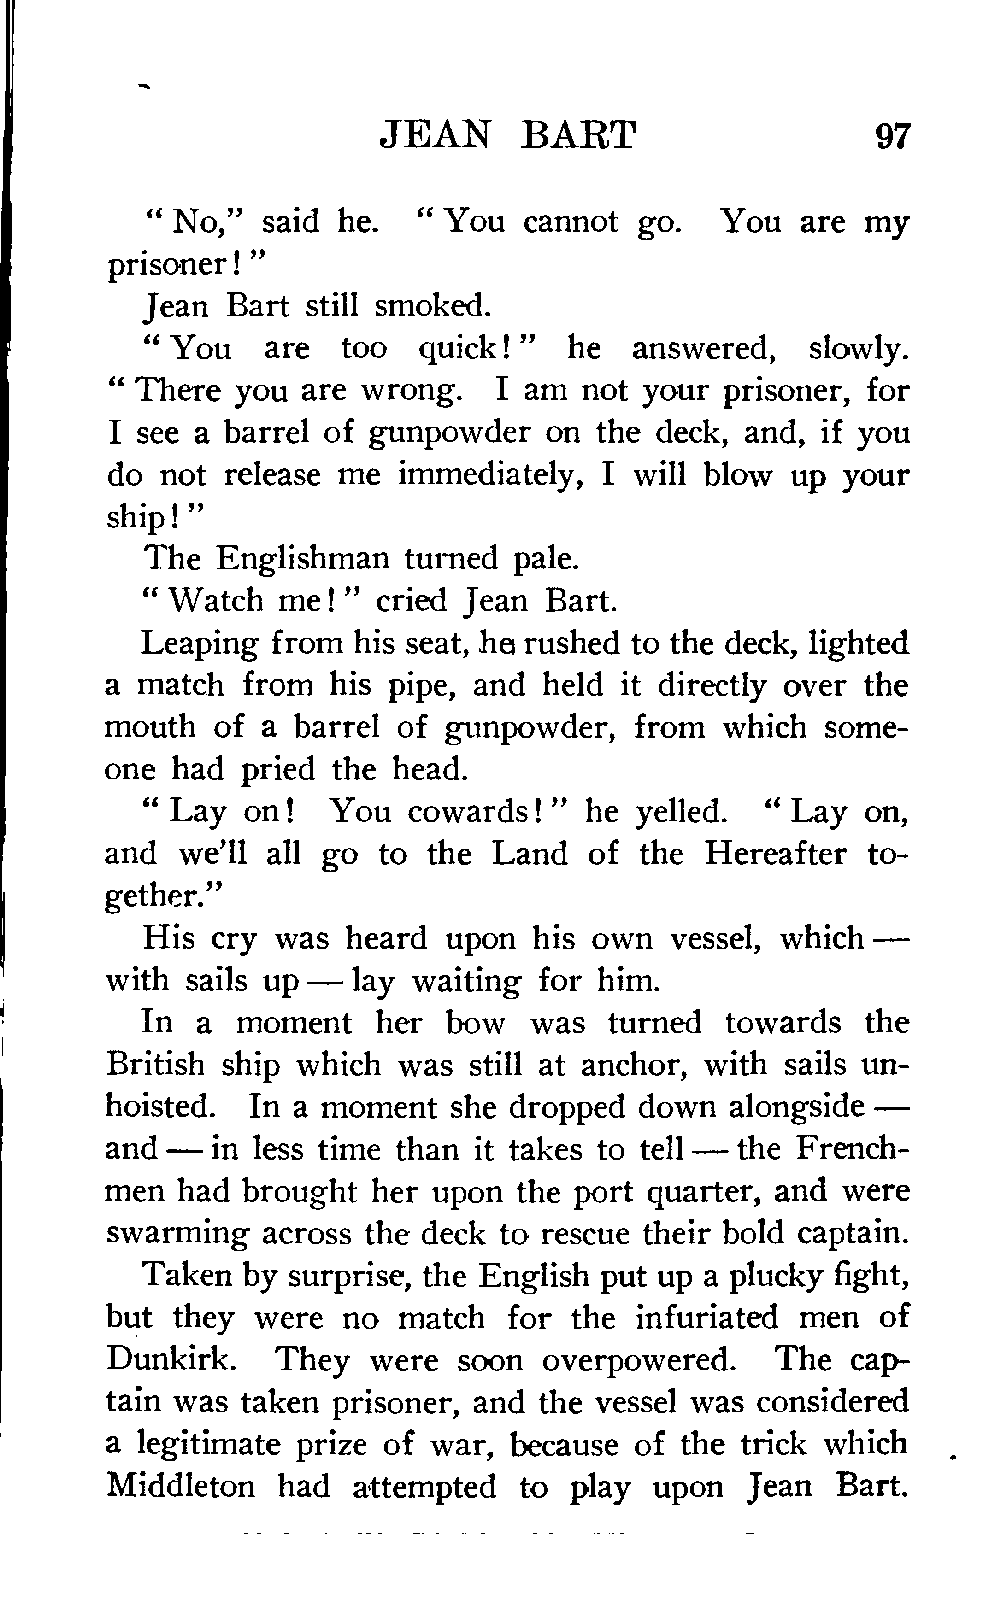 JEAN BART 97
“ No,” said he. “ You cannot go. You are my
prisoner! ”
Jean Bart still smoked.
“ You are too quick! ” he answered, slowly.
“ There you are wrong. I am not your prisoner, for
I see a barrel of gunpowder on the deck, and, if you
do not release me immediately, I will blow up your
ship! ”
The Englishman turned pale.
“ Watch me! ” cried Jean Bart.
Leaping from his seat, he rushed to the deck, lighted
a match from his pipe, and held it directly over the
mouth of a barrel of gunpowder, from which some-
one had pried the head.
“ Lay on! You cowards! ” he yelled. “ Lay on,
and we’ll all go to the Land of the Hereafter to-
gether.”
His cry was heard upon his own vessel, which —
with sails up — lay waiting for him.
In a moment her bow was turned towards the
British ship which was still at anchor, with sails un-
hoisted. In a moment she dropped down alongside —
and — in less time than it takes to tell — the French-
men had brought her upon the port quarter, and were
swarming across the deck to rescue their bold captain.
Taken by surprise, the English put up a plucky fight,
but they were no match for the infuriated men of
Dunkirk. They were soon overpowered. The cap-
tain was taken prisoner, and the vessel was considered
a legitimate prize of war, because of the trick which
Middleton had attempted to play upon Jean Bart.